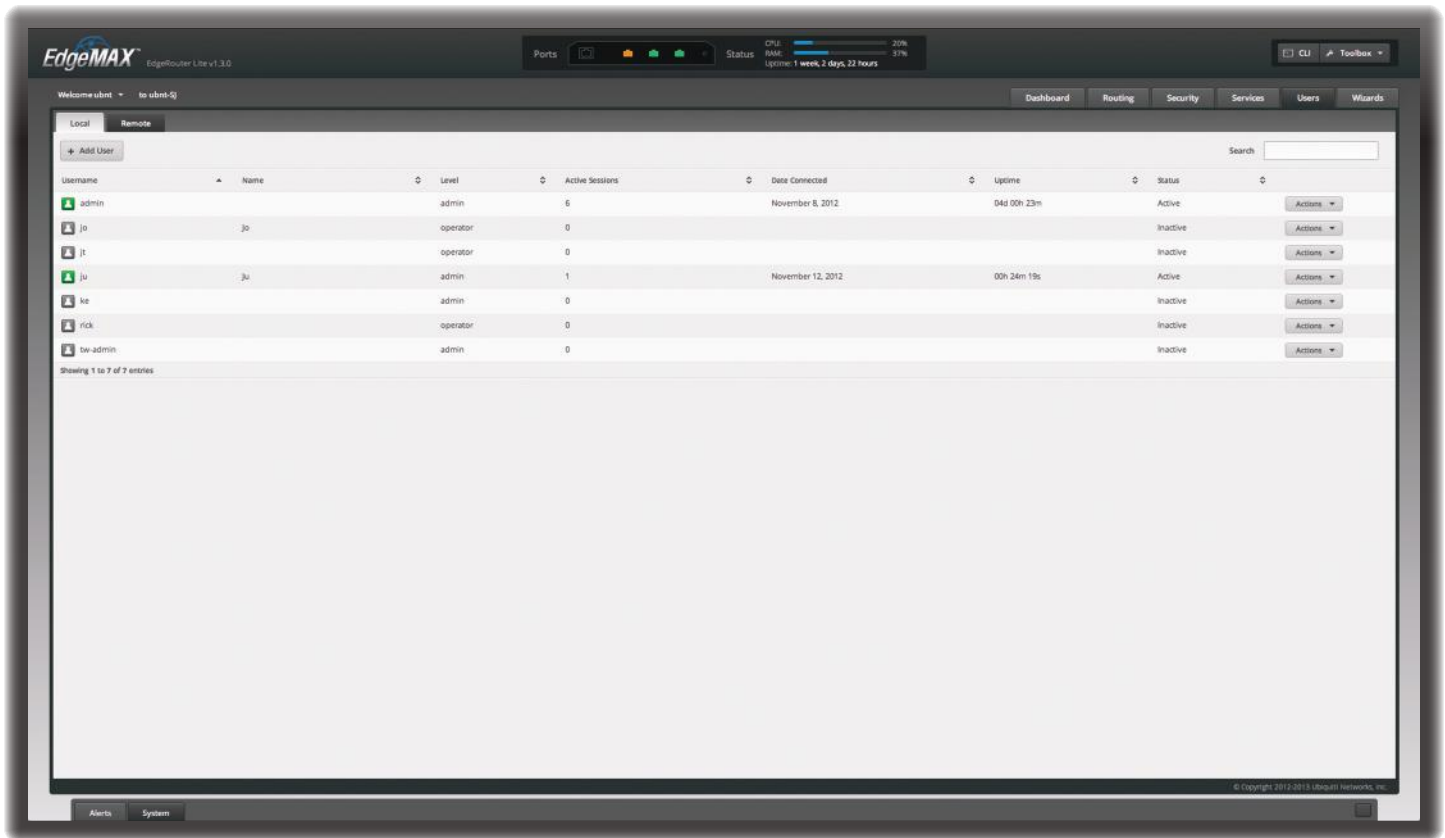 EdgeMAX™ EdgeRouter Lite v1.3.0
Ports
Status
CPU: 20%
RAM: 37%
Uptime: 1 week, 2 days, 22 hours
CLI Toolbox
Welcome ubnt to ubnt-SJ
Dashboard Routing Security Services Users Wizards
Local Remote
+ Add User Search
Username Name Level Active Sessions Date Connected Uptime Status
admin admin 6 November 8, 2012 04d 00h 23m Active Actions
jo Jo operator 0 Inactive Actions
jt operator 0 Inactive Actions
ju Ju admin 1 November 12, 2012 00h 24m 19s Active Actions
ke admin 0 Inactive Actions
rick operator 0 Inactive Actions
tw-admin admin 0 Inactive Actions
Showing 1 to 7 of 7 entries
© Copyright 2012-2013 Ubiquiti Networks, Inc.
Alerts System